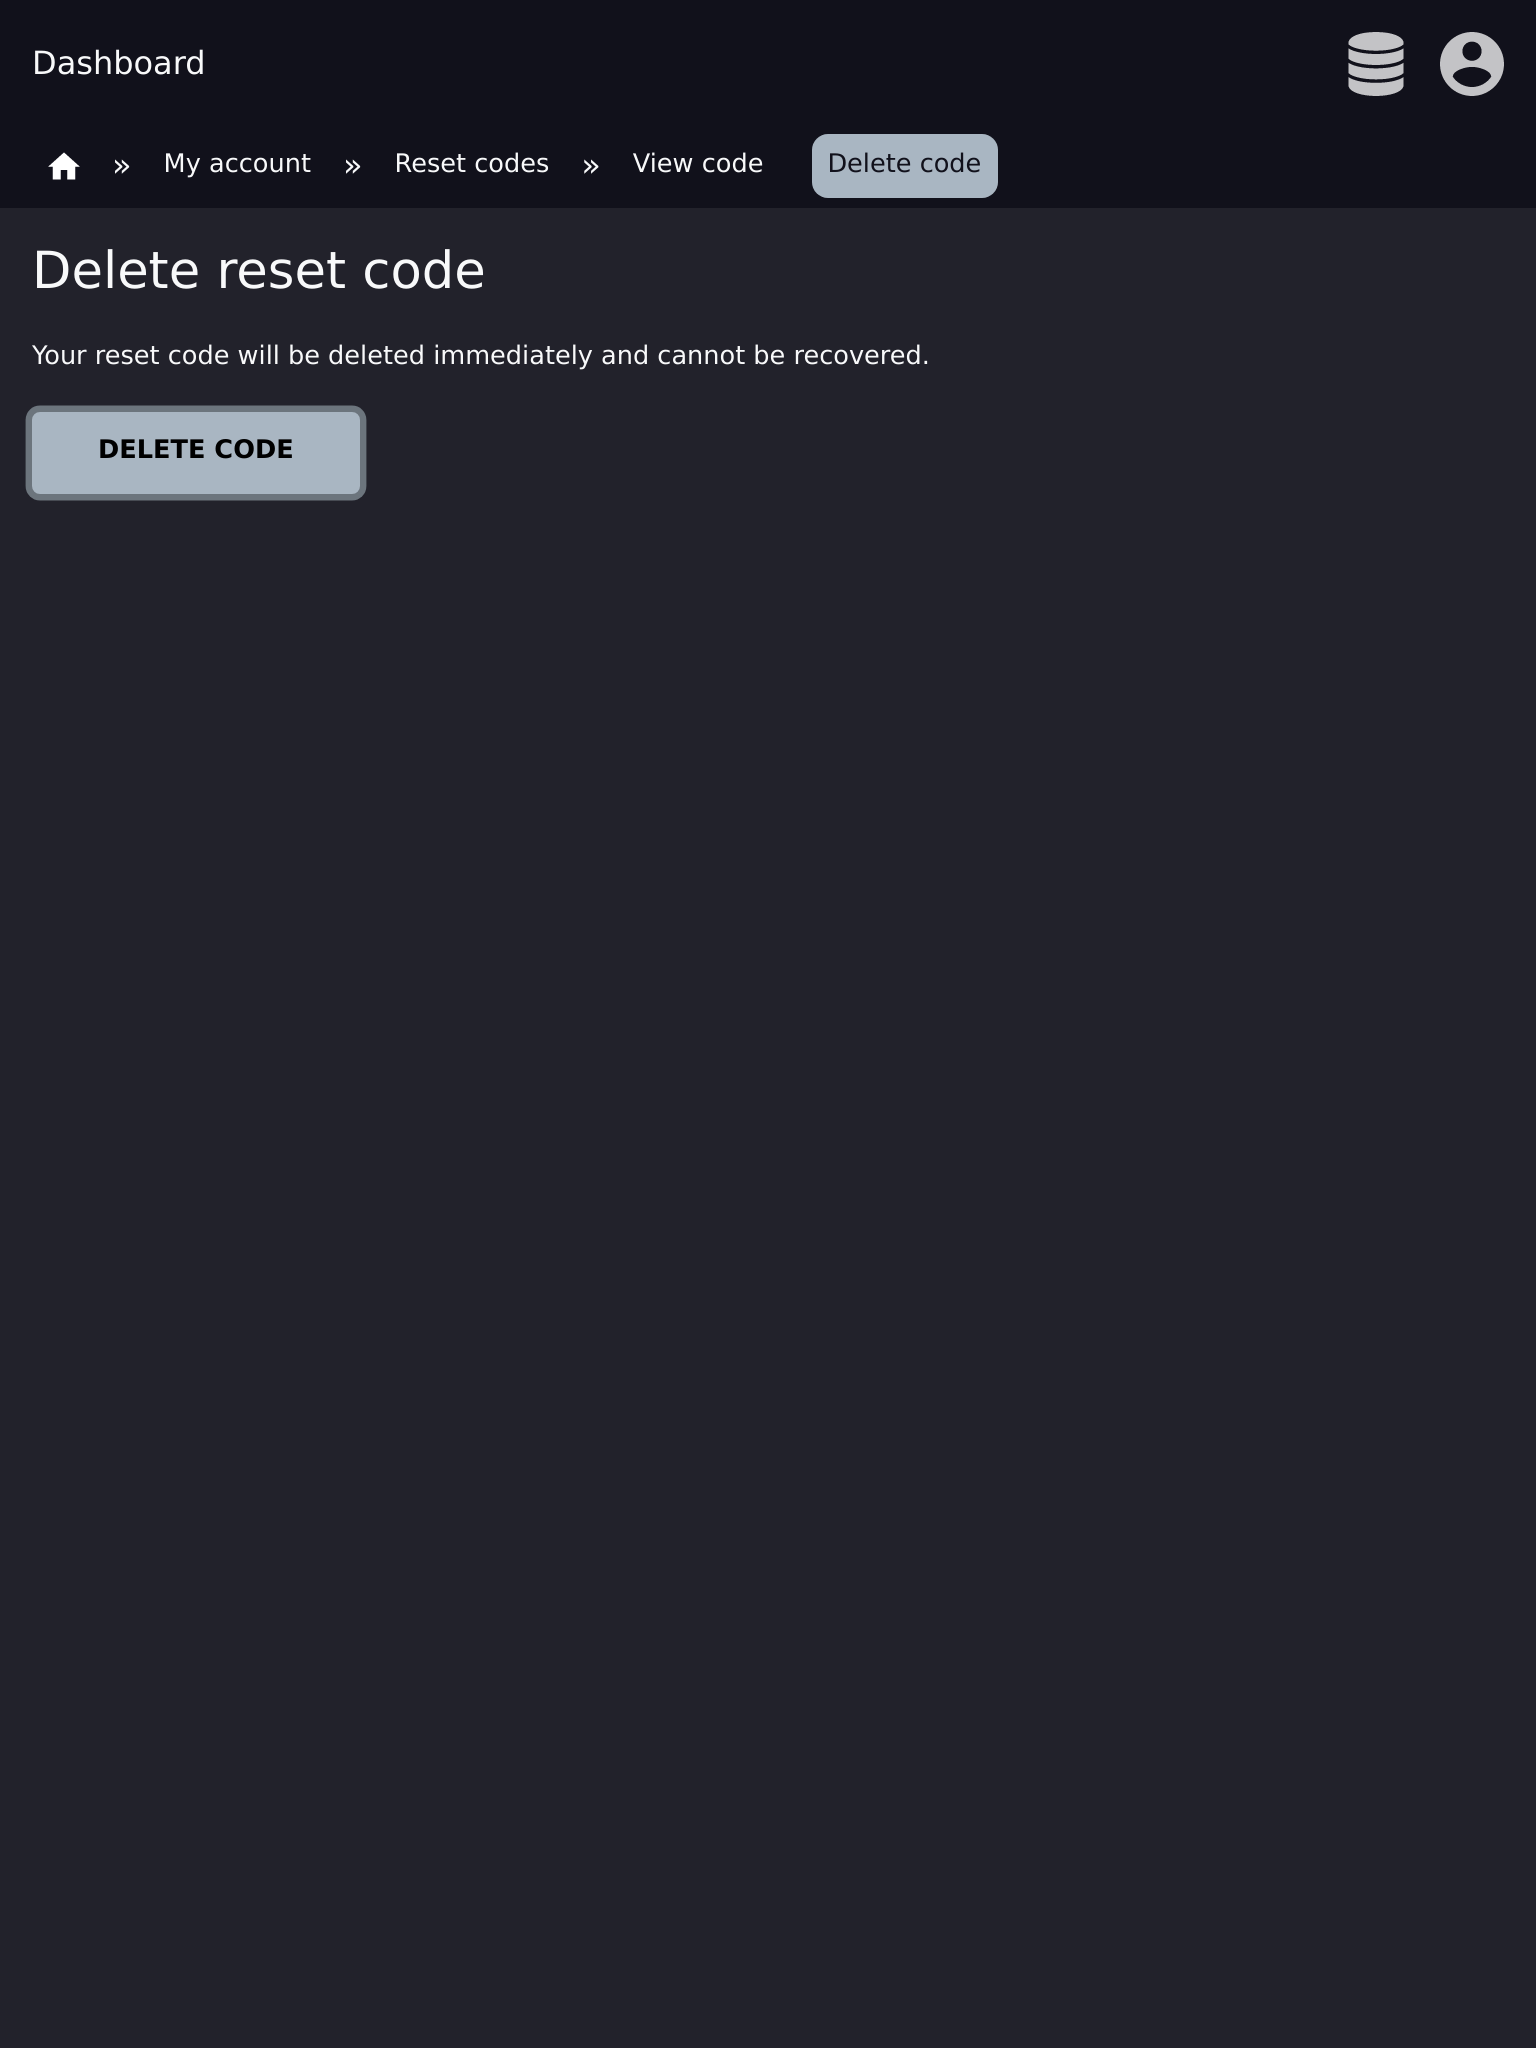 Dashboard
» My account » Reset codes » View code Delete code
Delete reset code
Your reset code will be deleted immediately and cannot be recovered.
DELETE CODE